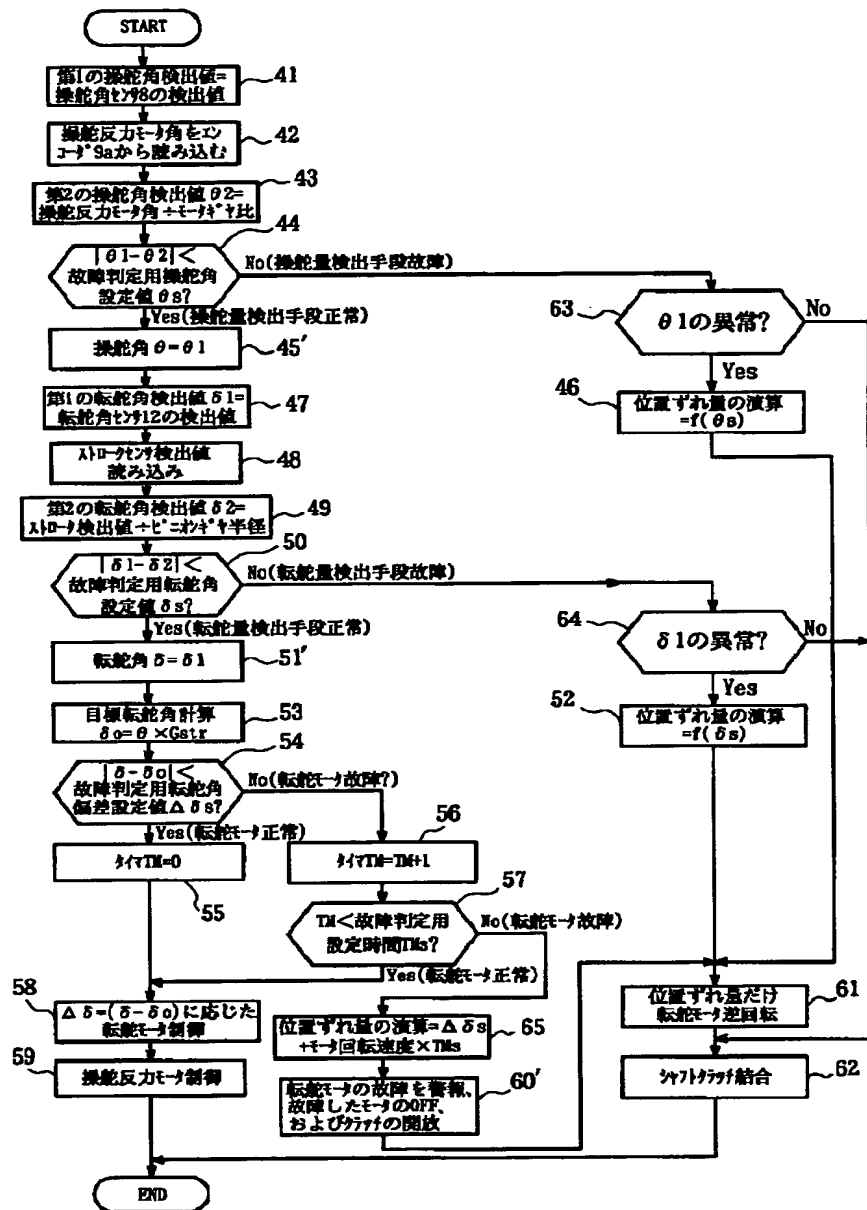 START
第1の操舵角検出値=
操舵角ｾﾝｻ8の検出値
41
操舵反力ﾓｰﾀ角をｴﾝ
ｺｰﾀﾞ9aから読み込む
42
第2の操舵角検出値θ2=
操舵反力ﾓｰﾀ角÷ﾓｰﾀｷﾞﾔ比
43
|θ1-θ2|<
故障判定用操舵角
設定値θs?
44
No(操舵量検出手段故障)
Yes(操舵量検出手段正常)
操舵角θ=θ1
45′
第1の転舵角検出値δ1=
転舵角ｾﾝｻ12の検出値
47
ｽﾄﾛｰｸｾﾝｻ検出値
読み込み
48
第2の転舵角検出値δ2=
ｽﾄﾛｰｸ検出値÷ﾋﾟﾆｵﾝｷﾞﾔ半径
49
|δ1-δ2|<
故障判定用転舵角
設定値δs?
50
No(転舵量検出手段故障)
Yes(転舵量検出手段正常)
転舵角δ=δ1
51′
目標転舵角計算
δo=θ×Gstr
53
|δ-δo|<
故障判定用転舵角
偏差設定値Δδs?
54
No(転舵ﾓｰﾀ故障?)
Yes(転舵ﾓｰﾀ正常)
ﾀｲﾏTM=0
55
56
ﾀｲﾏTM=TM+1
57
TM<故障判定用
設定時間TMs?
No(転舵ﾓｰﾀ故障)
Yes(転舵ﾓｰﾀ正常)
58
Δδ=(δ-δo)に応じた
転舵ﾓｰﾀ制御
59
操舵反力ﾓｰﾀ制御
位置ずれ量の演算=Δδs
+ﾓｰﾀ回転速度×TMs
65
転舵ﾓｰﾀの故障を警報、
故障したﾓｰﾀのOFF、
およびｸﾗｯﾁの開放
60′
63
θ1の異常?
No
Yes
46
位置ずれ量の演算
=f(θs)
64
δ1の異常?
No
Yes
52
位置ずれ量の演算
=f(δs)
位置ずれ量だけ
転舵ﾓｰﾀ逆回転
61
ｼｬﾌﾄｸﾗｯﾁ結合
62
END